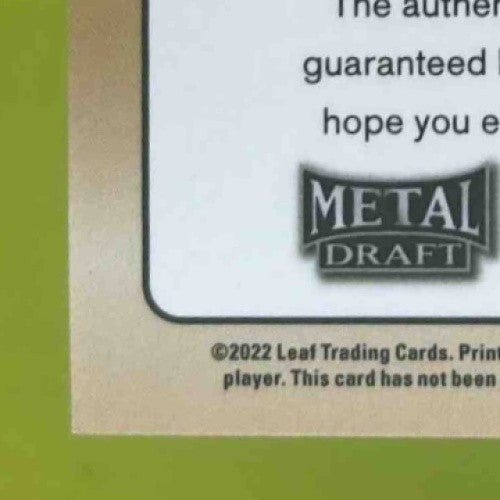 The authen
guaranteed
hope you e
METAL
DRAFT
©2022 Leaf Trading Cards. Print
player. This card has not been